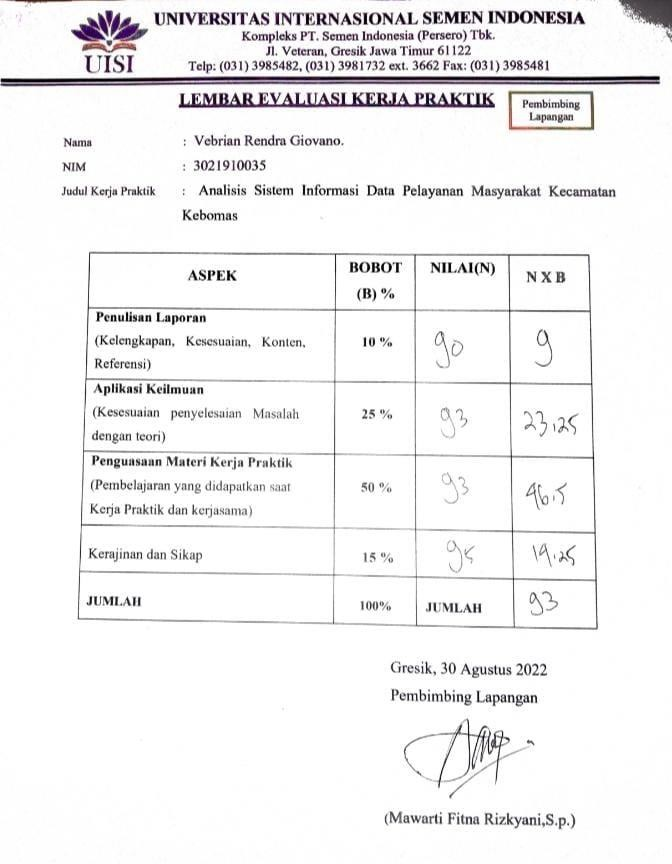 UNIVERSITAS INTERNASIONAL SEMEN INDONESIA
Kompleks PT. Semen Indonesia (Persero) Tbk.
Jl. Veteran, Gresik Jawa Timur 61122
Telp: (031) 3985482, (031) 3981732 ext. 3662 Fax: (031) 3985481
UISI
LEMBAR EVALUASI KERJA PRAKTIK
Pembimbing
Lapangan
Nama : Vebrian Rendra Giovano.
NIM : 3021910035
Judul Kerja Praktik : Analisis Sistem Informasi Data Pelayanan Masyarakat Kecamatan
Kebomas
ASPEK BOBOT (B) % NILAI(N) N X B
Penulisan Laporan
(Kelengkapan, Kesesuaian, Konten, 10 % 90 9
Referensi)
Aplikasi Keilmuan
(Kesesuaian penyelesaian Masalah 25 % 93 23,25
dengan teori)
Penguasaan Materi Kerja Praktik
(Pembelajaran yang didapatkan saat 50 % 93 46.5
Kerja Praktik dan kerjasama)
Kerajinan dan Sikap 15 % 95 14.25
JUMLAH 100% JUMLAH 93
Gresik, 30 Agustus 2022
Pembimbing Lapangan
(Mawarti Fitna Rizkyani,S.p.)